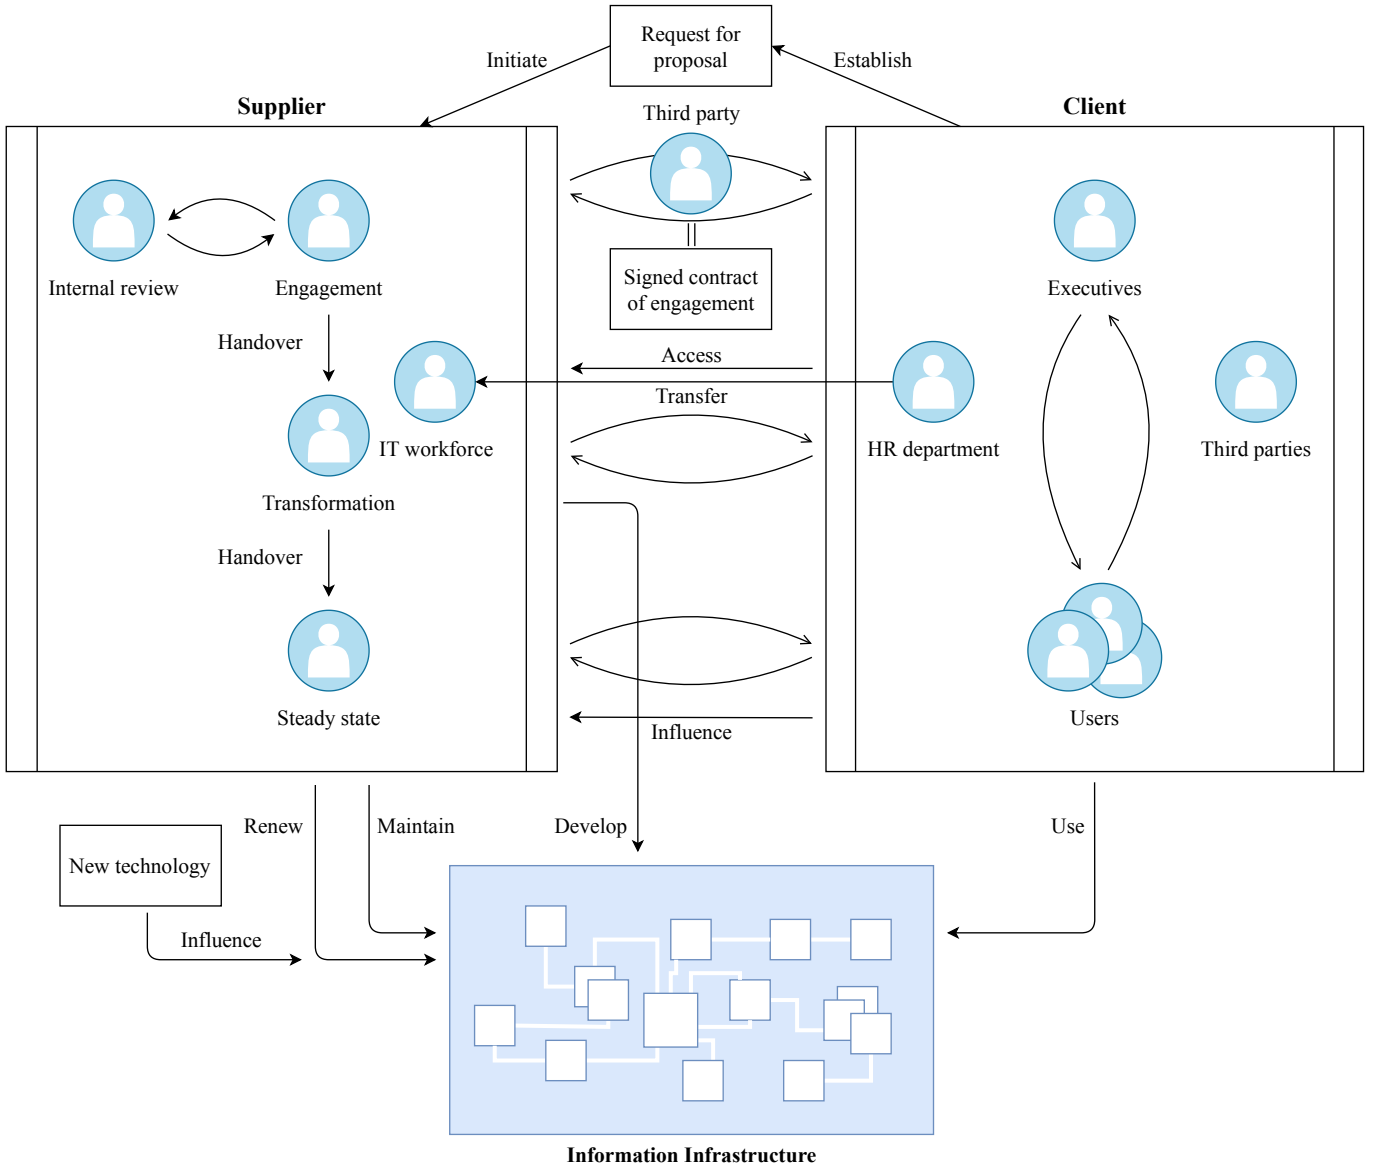 Request for
proposal
Initiate
Establish
Supplier
Client
Third party
Internal review
Engagement
Signed contract
of engagement
Executives
Handover
Access
Transfer
IT workforce
HR department
Third parties
Transformation
Handover
Steady state
Users
Influence
Renew
Maintain
Develop
Use
New technology
Influence
Information Infrastructure